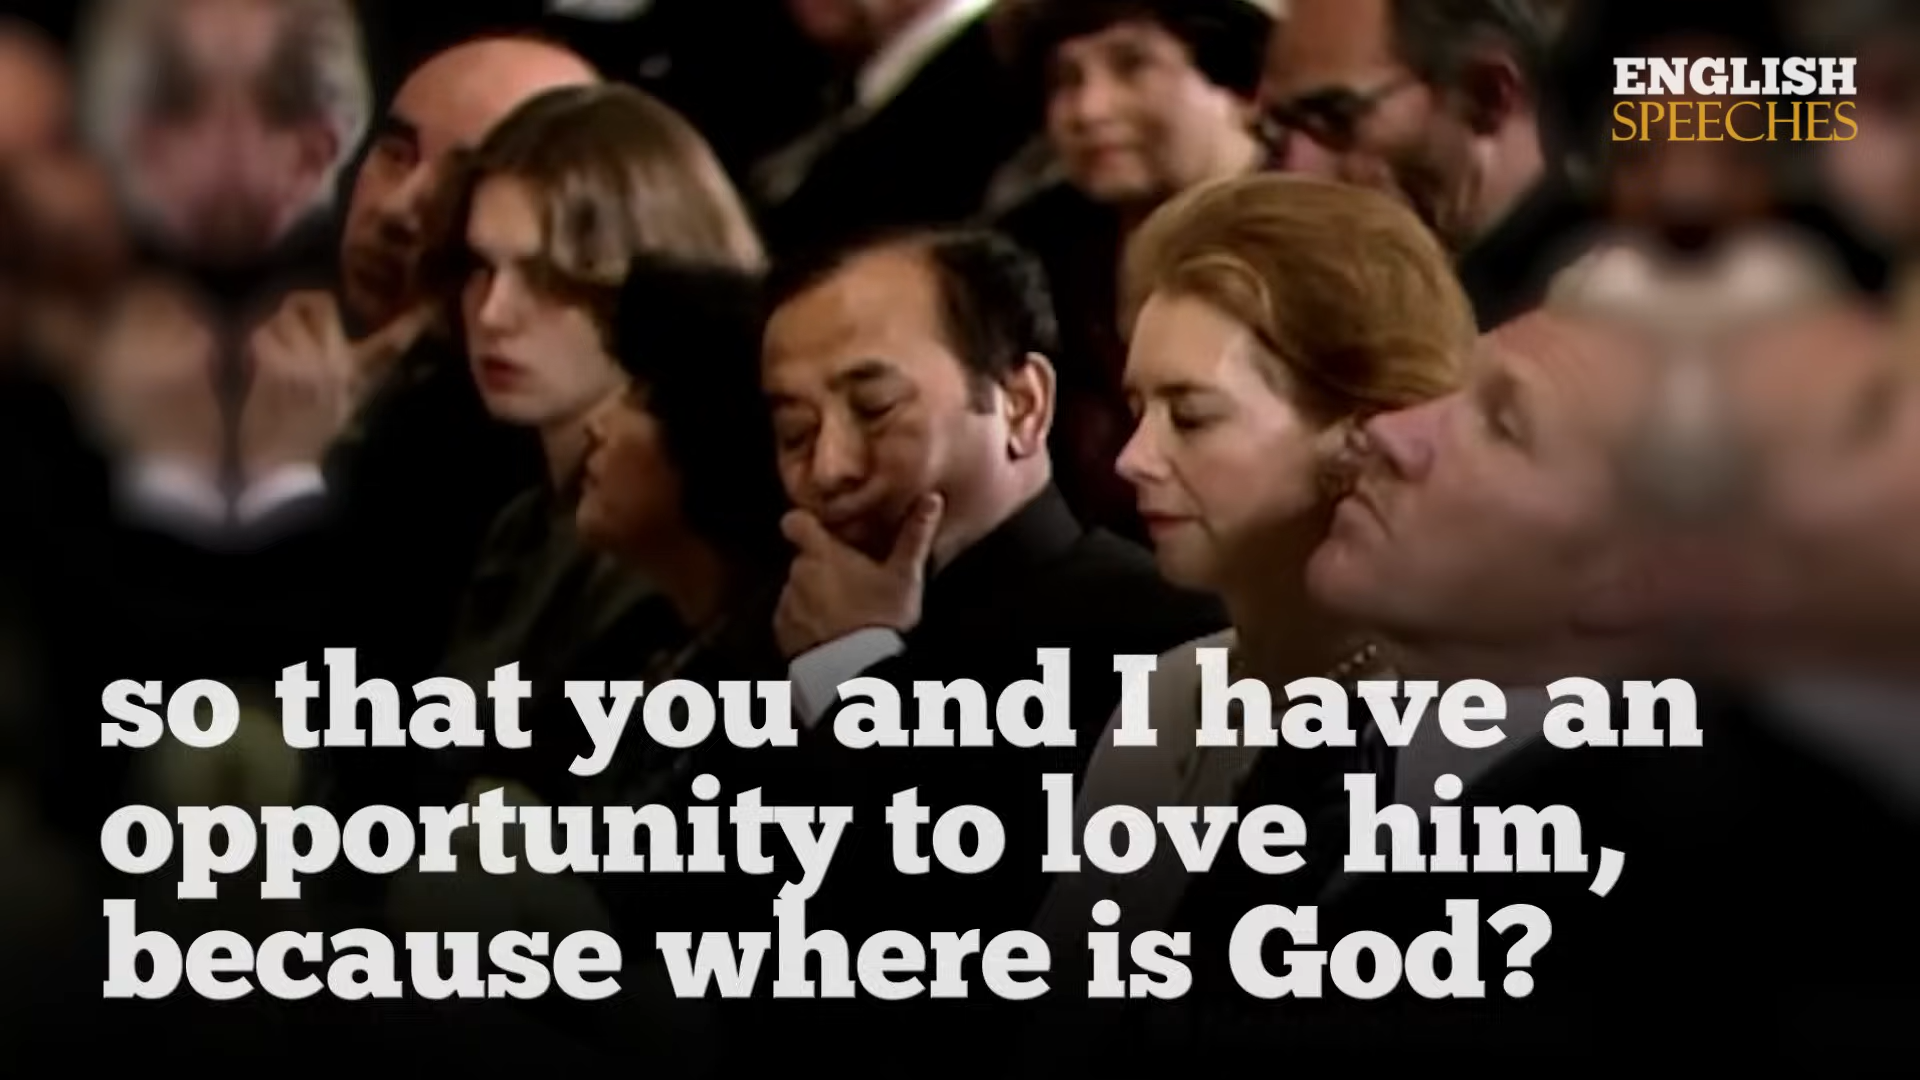 ENGLISH
SPEECHES
so that you and I have an
opportunity to love him,
because where is God?